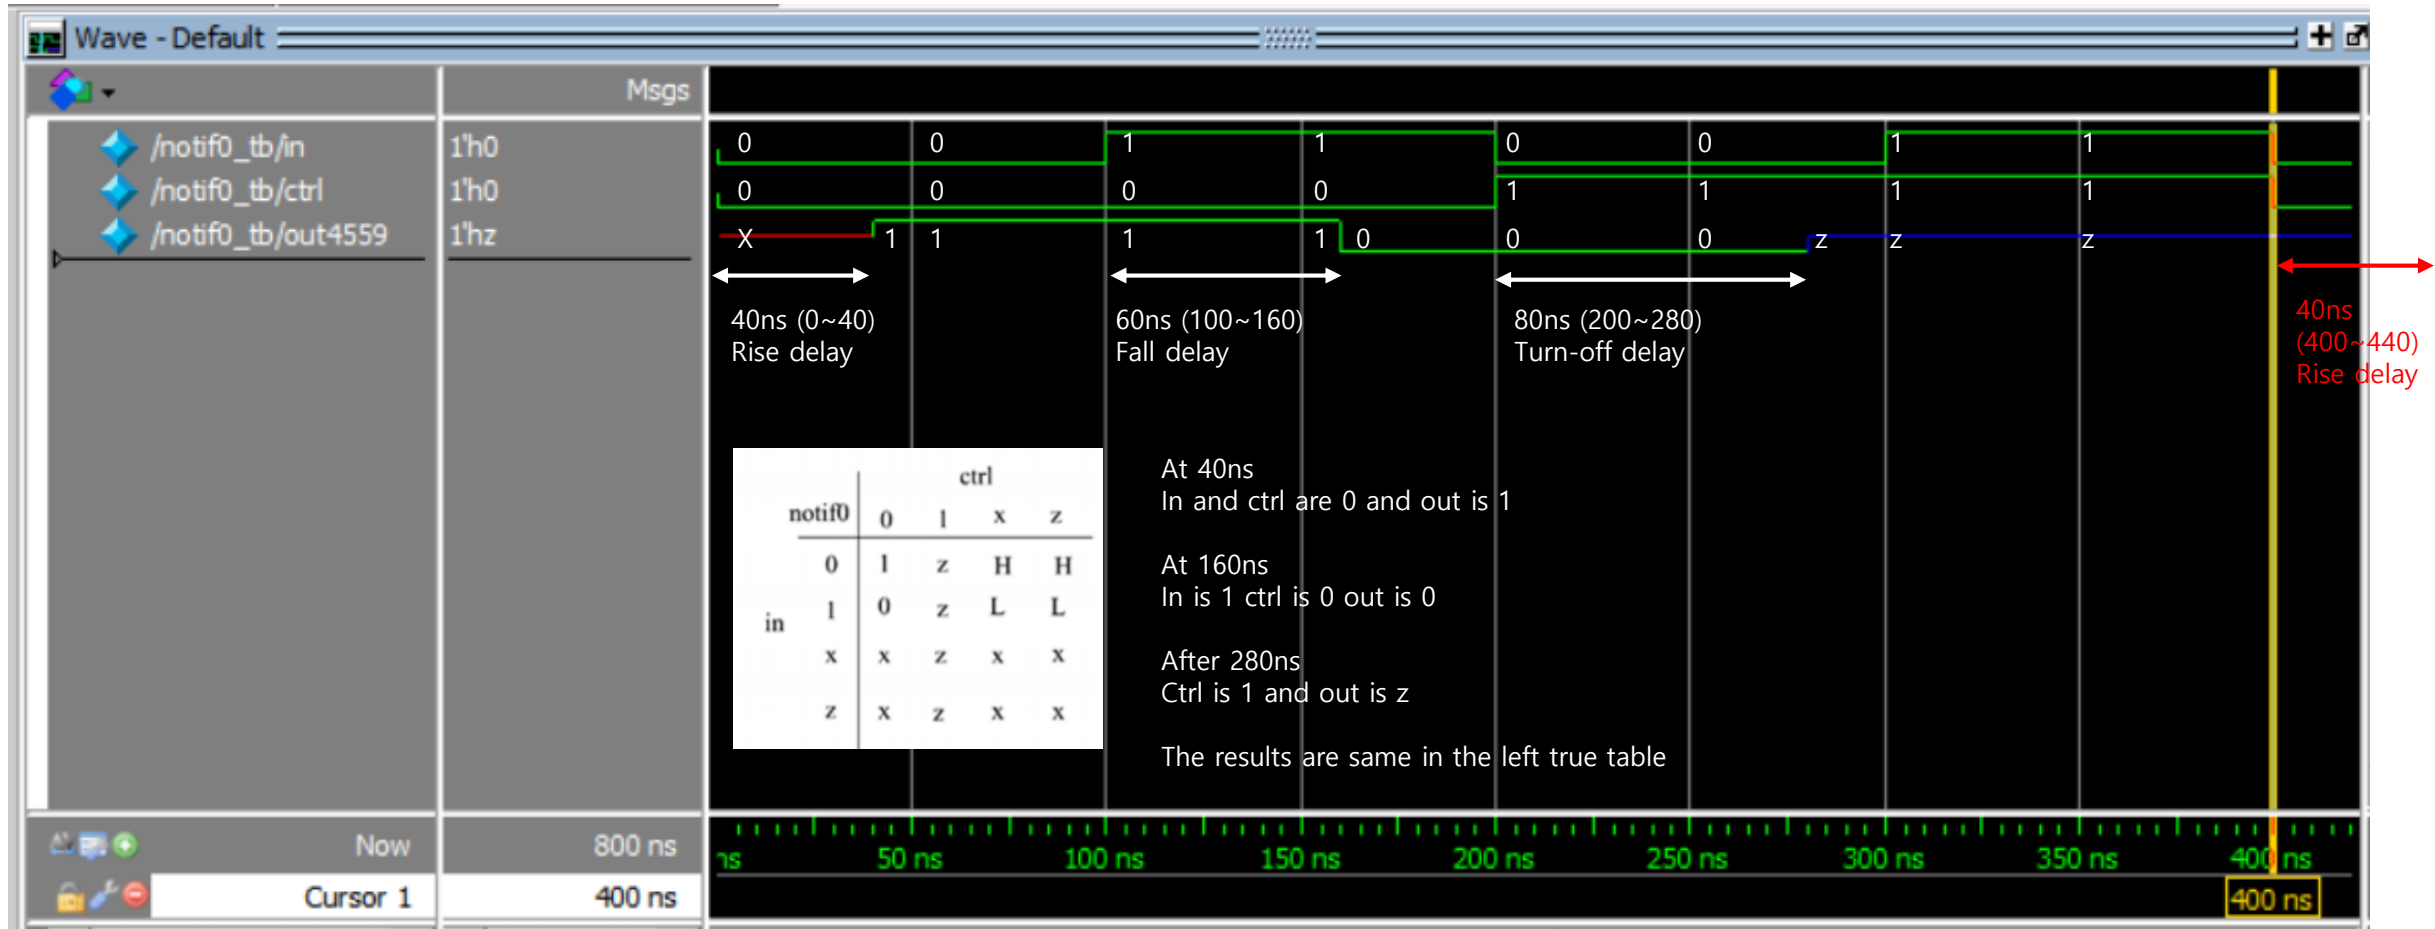 Wave - Default
Msgs
/notif0_tb/in 1'h0 0 0 1 1 0 0 1 1
/notif0_tb/ctrl 1'h0 0 0 0 0 1 1 1 1
/notif0_tb/out4559 1'hz X 1 1 1 1 0 0 0 z z z
40ns (0~40)
Rise delay
60ns (100~160)
Fall delay
80ns (200~280)
Turn-off delay
40ns
(400~440)
Rise delay
ctrl
notif0 0 1 x z
0 1 z H H
in 1 0 z L L
x x z x x
z x z x x
At 40ns
In and ctrl are 0 and out is 1
At 160ns
In is 1 ctrl is 0 out is 0
After 280ns
Ctrl is 1 and out is z
The results are same in the left true table
Now 800 ns
ns 50 ns 100 ns 150 ns 200 ns 250 ns 300 ns 350 ns 400 ns
Cursor 1 400 ns
400 ns